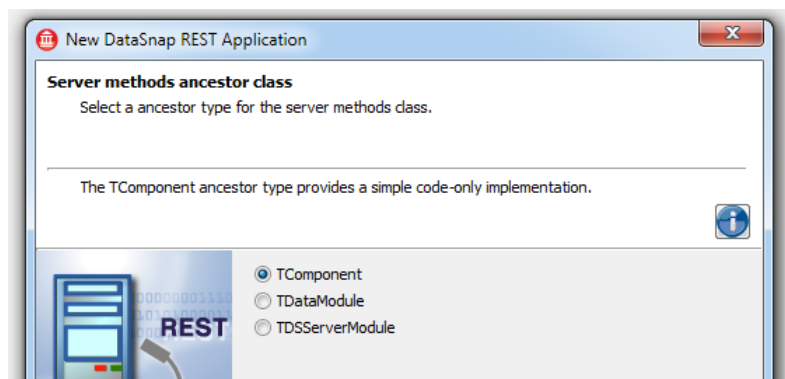 New DataSnap REST Application
Server methods ancestor class
Select a ancestor type for the server methods class.
The TComponent ancestor type provides a simple code-only implementation.
TComponent
TDataModule
REST
TDSServerModule